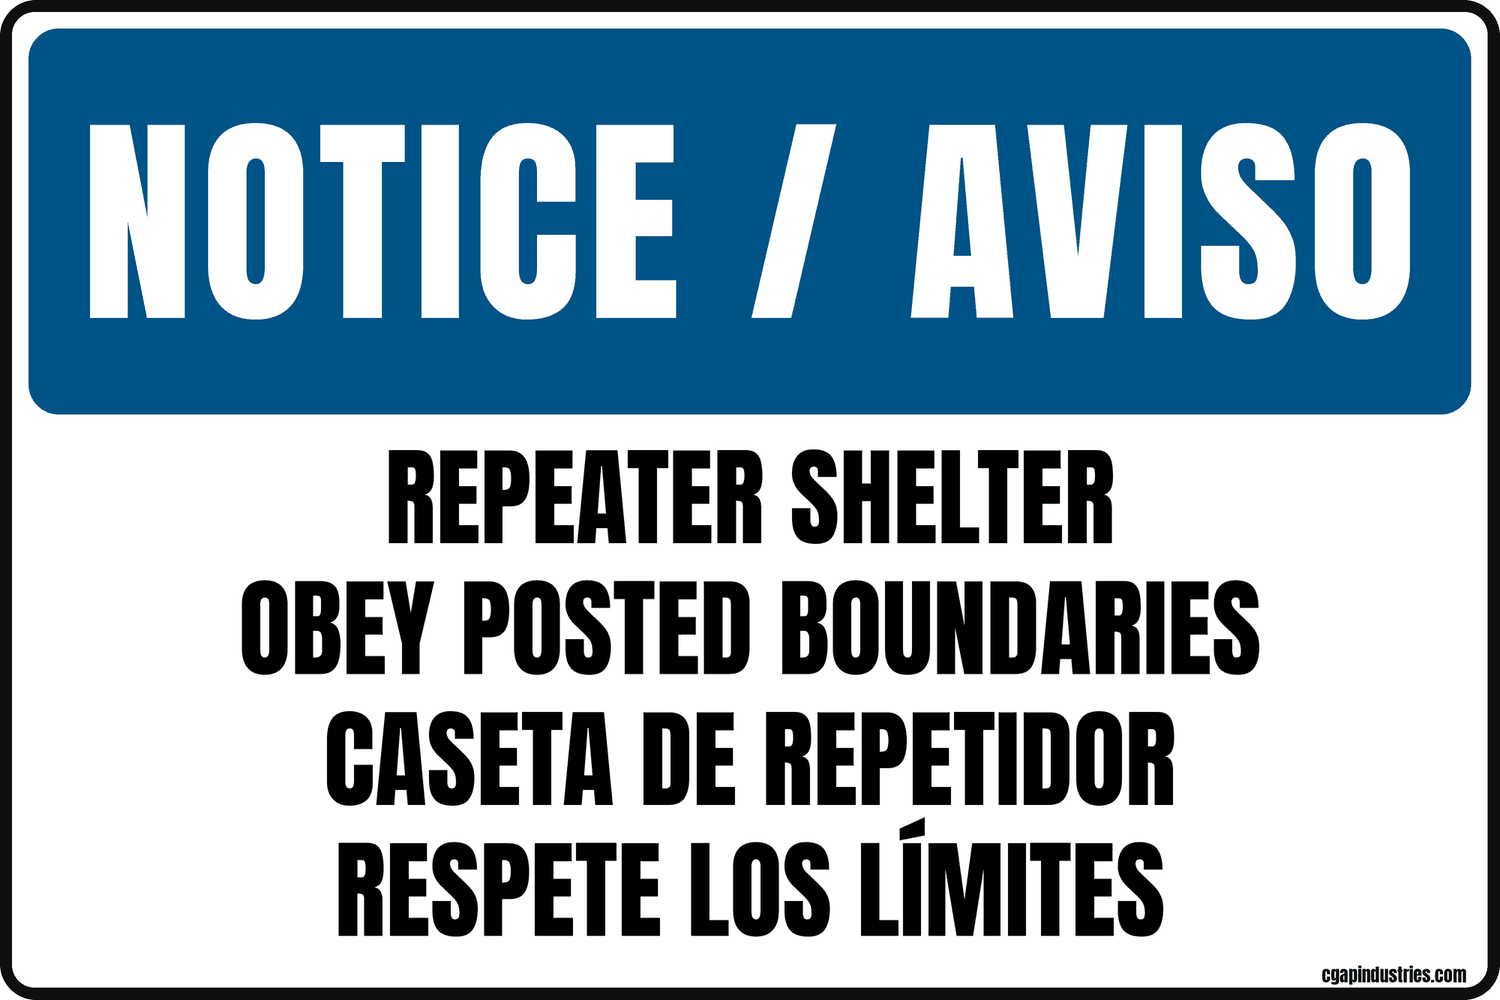 NOTICE / AVISO
REPEATER SHELTER
OBEY POSTED BOUNDARIES
CASETA DE REPETIDOR
RESPETE LOS LÍMITES
cgapindustries.com